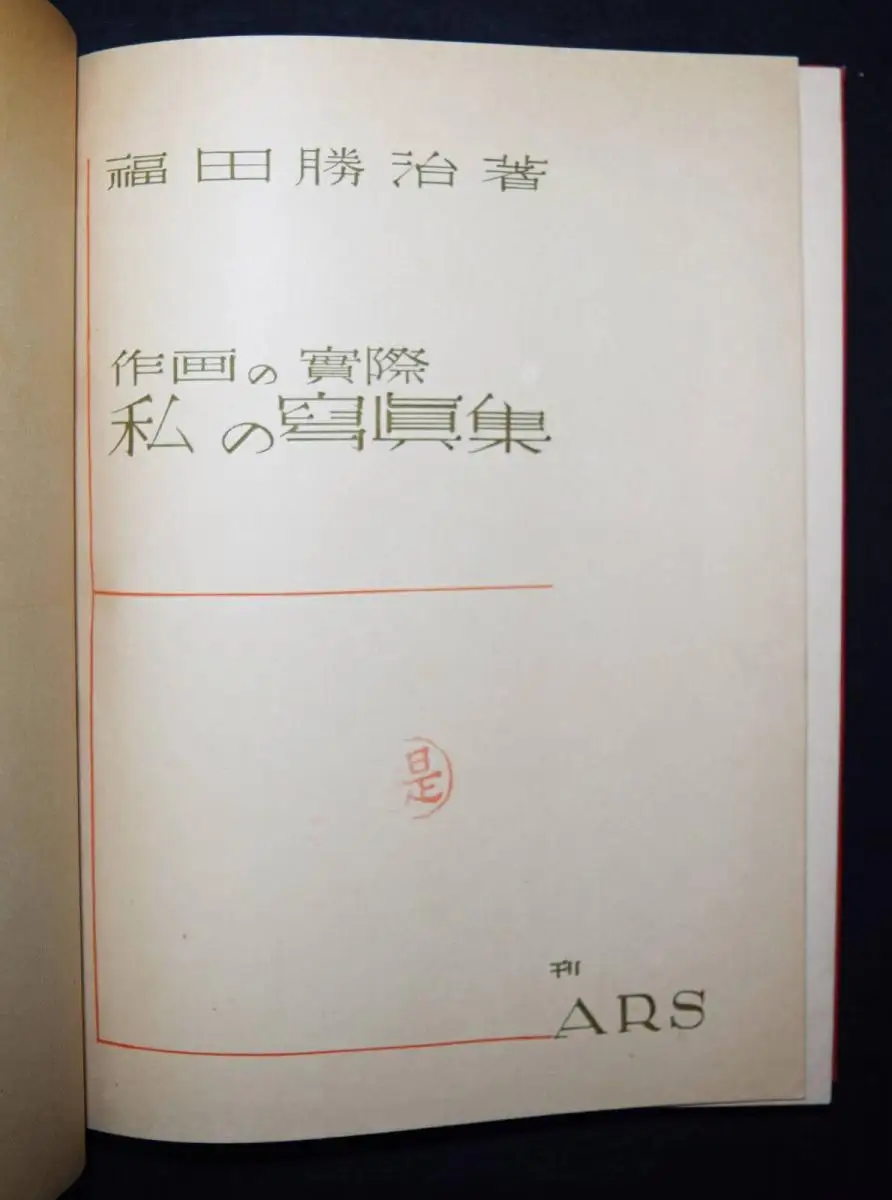 福田勝治著
作画の實際
私の寫眞集
是
刊
ARS